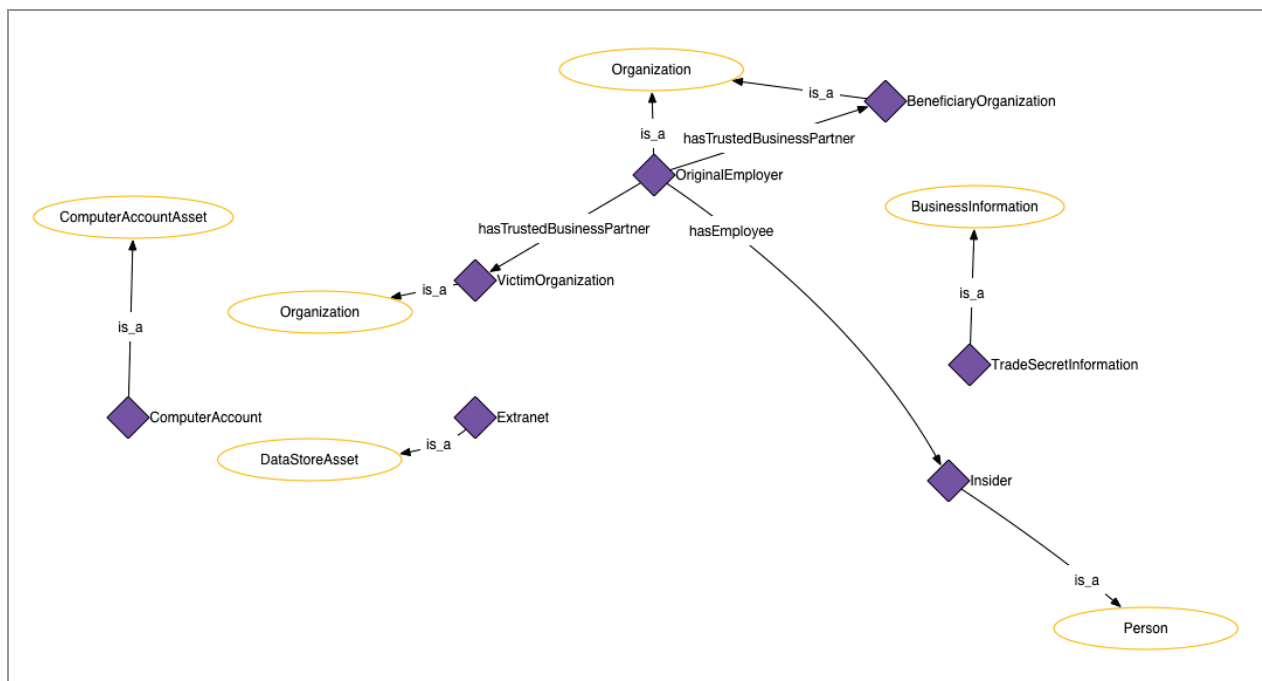 Organization
is_a
BeneficiaryOrganization
is_a
hasTrustedBusinessPartner
OriginalEmployer
ComputerAccountAsset
BusinessInformation
hasTrustedBusinessPartner
hasEmployee
VictimOrganization
is_a
is_a
Organization
is_a
TradeSecretInformation
ComputerAccount
Extranet
is_a
DataStoreAsset
Insider
is_a
Person